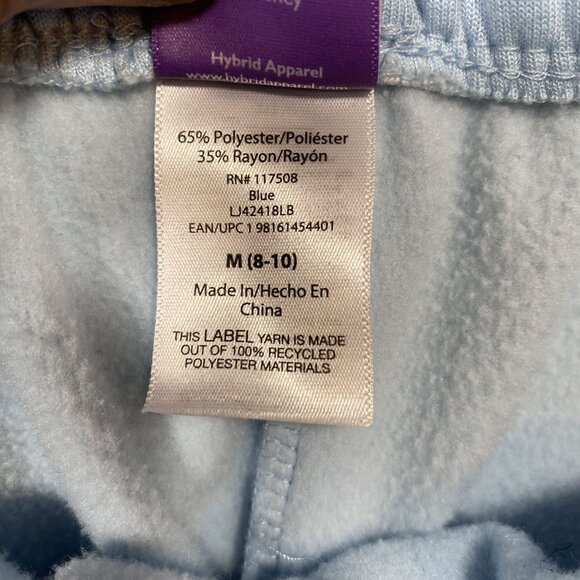 Hybrid Apparel
www.hybridapparel.com
65% Polyester/Poliéster
35% Rayon/Rayón
RN# 117508
Blue
LJ42418LB
EAN/UPC 1 98161454401
M (8-10)
Made In/Hecho En
China
THIS LABEL YARN IS MADE
OUT OF 100% RECYCLED
POLYESTER MATERIALS